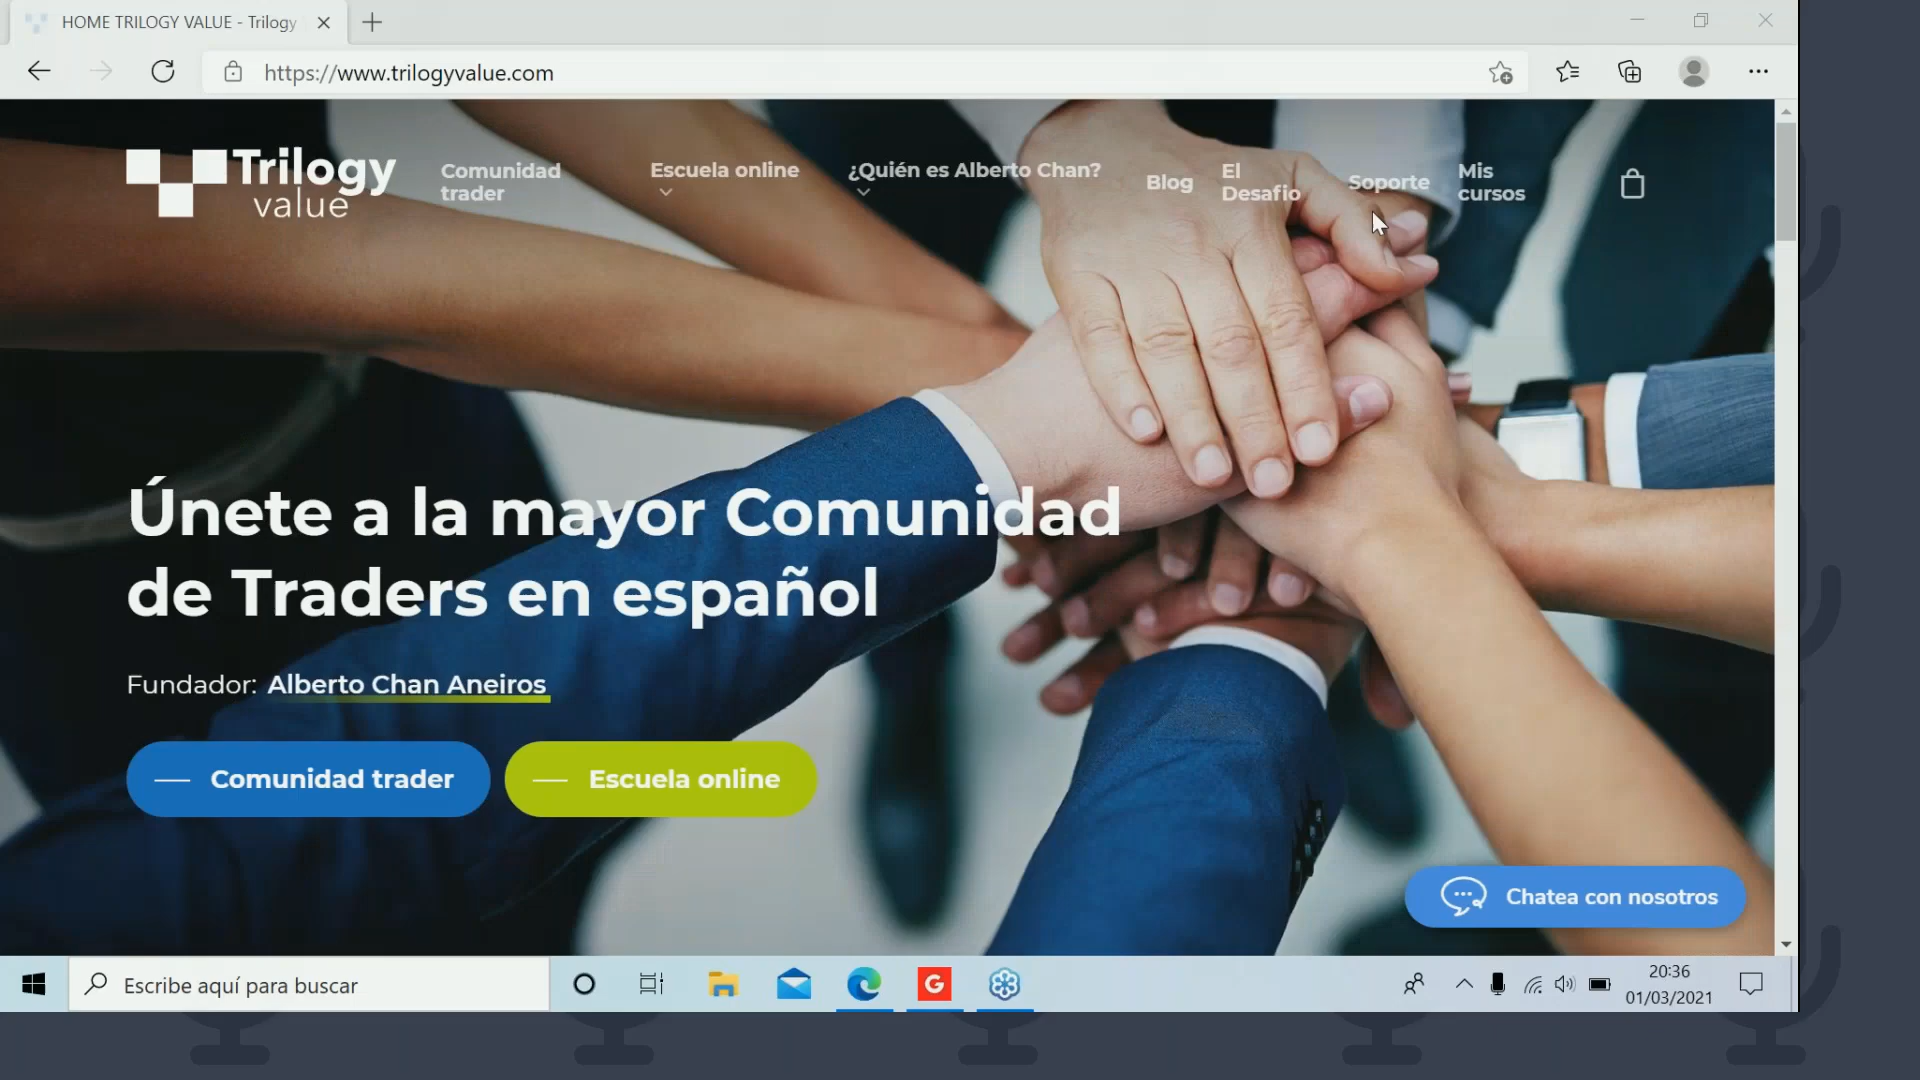 HOME TRILOGY VALUE - Trilogy
https://www.trilogyvalue.com
Trilogy
value
Comunidad
trader
Escuela online
¿Quién es Alberto Chan?
Blog
El
Desafio
Soporte
Mis
cursos
Únete a la mayor Comunidad
de Traders en español
Fundador: Alberto Chan Aneiros
Comunidad trader
Escuela online
Chatea con nosotros
Escribe aquí para buscar
G
20:36
01/03/2021